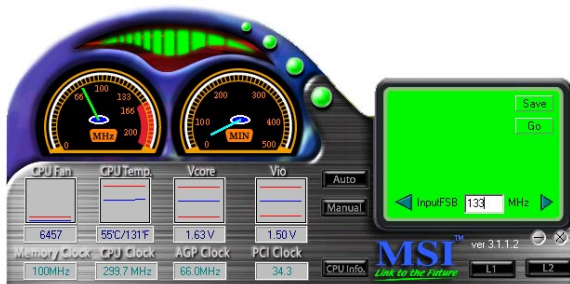 66 100 133 166 200 0
MHz
0 100 200 300 400 500
MIN
Save
Go
CPU Fan CPU Temp. Vcore Vio
Auto
Manual
InputFSB 133 MHz
6457 55℃/131℉ 1.63 V 1.50 V
Memory Clock CPU Clock AGP Clock PCI Clock
100MHz 299.7 MHz 66.0MHz 34.3
CPU Info.
MSI™
Link to the Future
ver 3.1.1.2
L1 L2